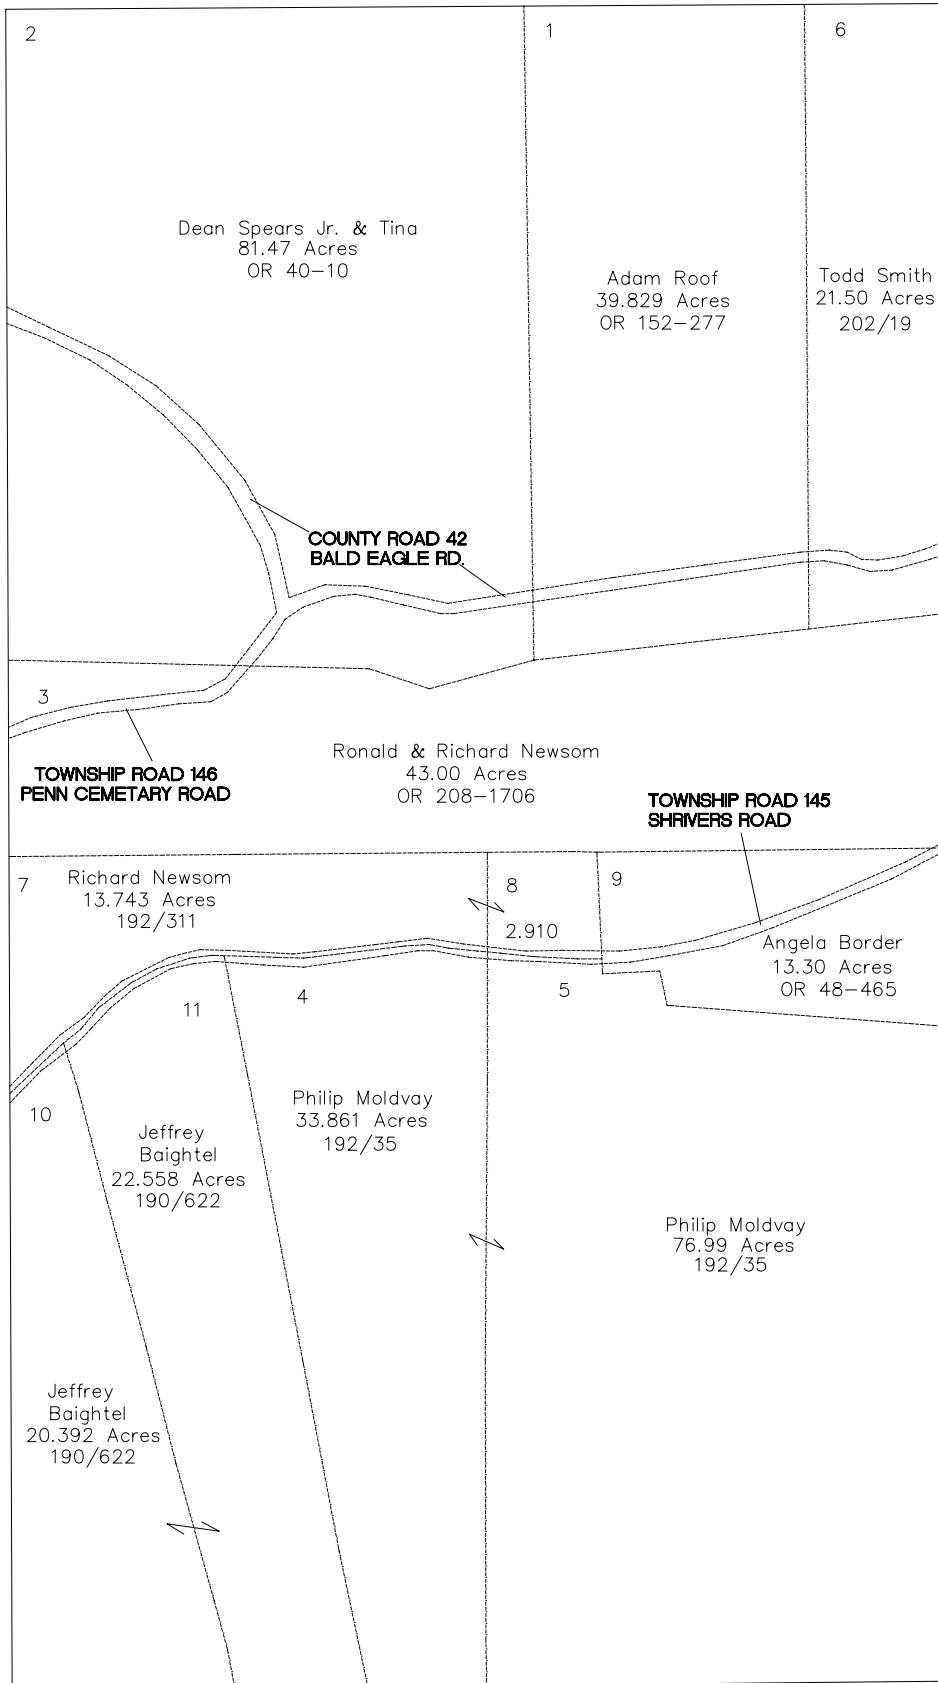 2
1
6
Dean Spears Jr. & Tina
81.47 Acres
OR 40-10
Adam Roof
39.829 Acres
OR 152-277
Todd Smith
21.50 Acres
202/19
COUNTY ROAD 42
BALD EAGLE RD.
3
TOWNSHIP ROAD 146
PENN CEMETARY ROAD
Ronald & Richard Newsom
43.00 Acres
OR 208-1706
TOWNSHIP ROAD 145
SHRIVERS ROAD
7
Richard Newsom
13.743 Acres
192/311
8
2.910
9
Angela Border
13.30 Acres
OR 48-465
11
4
5
10
Jeffrey
Baightel
22.558 Acres
190/622
Philip Moldvay
33.861 Acres
192/35
Philip Moldvay
76.99 Acres
192/35
Jeffrey
Baightel
20.392 Acres
190/622